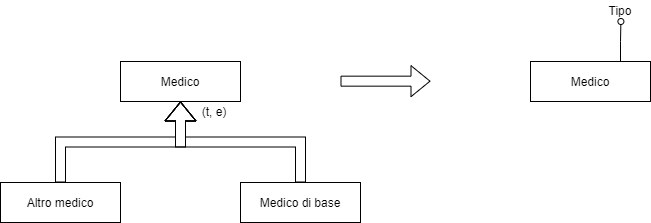 Tipo
Medico
Medico
(t, e)
Altro medico
Medico di base